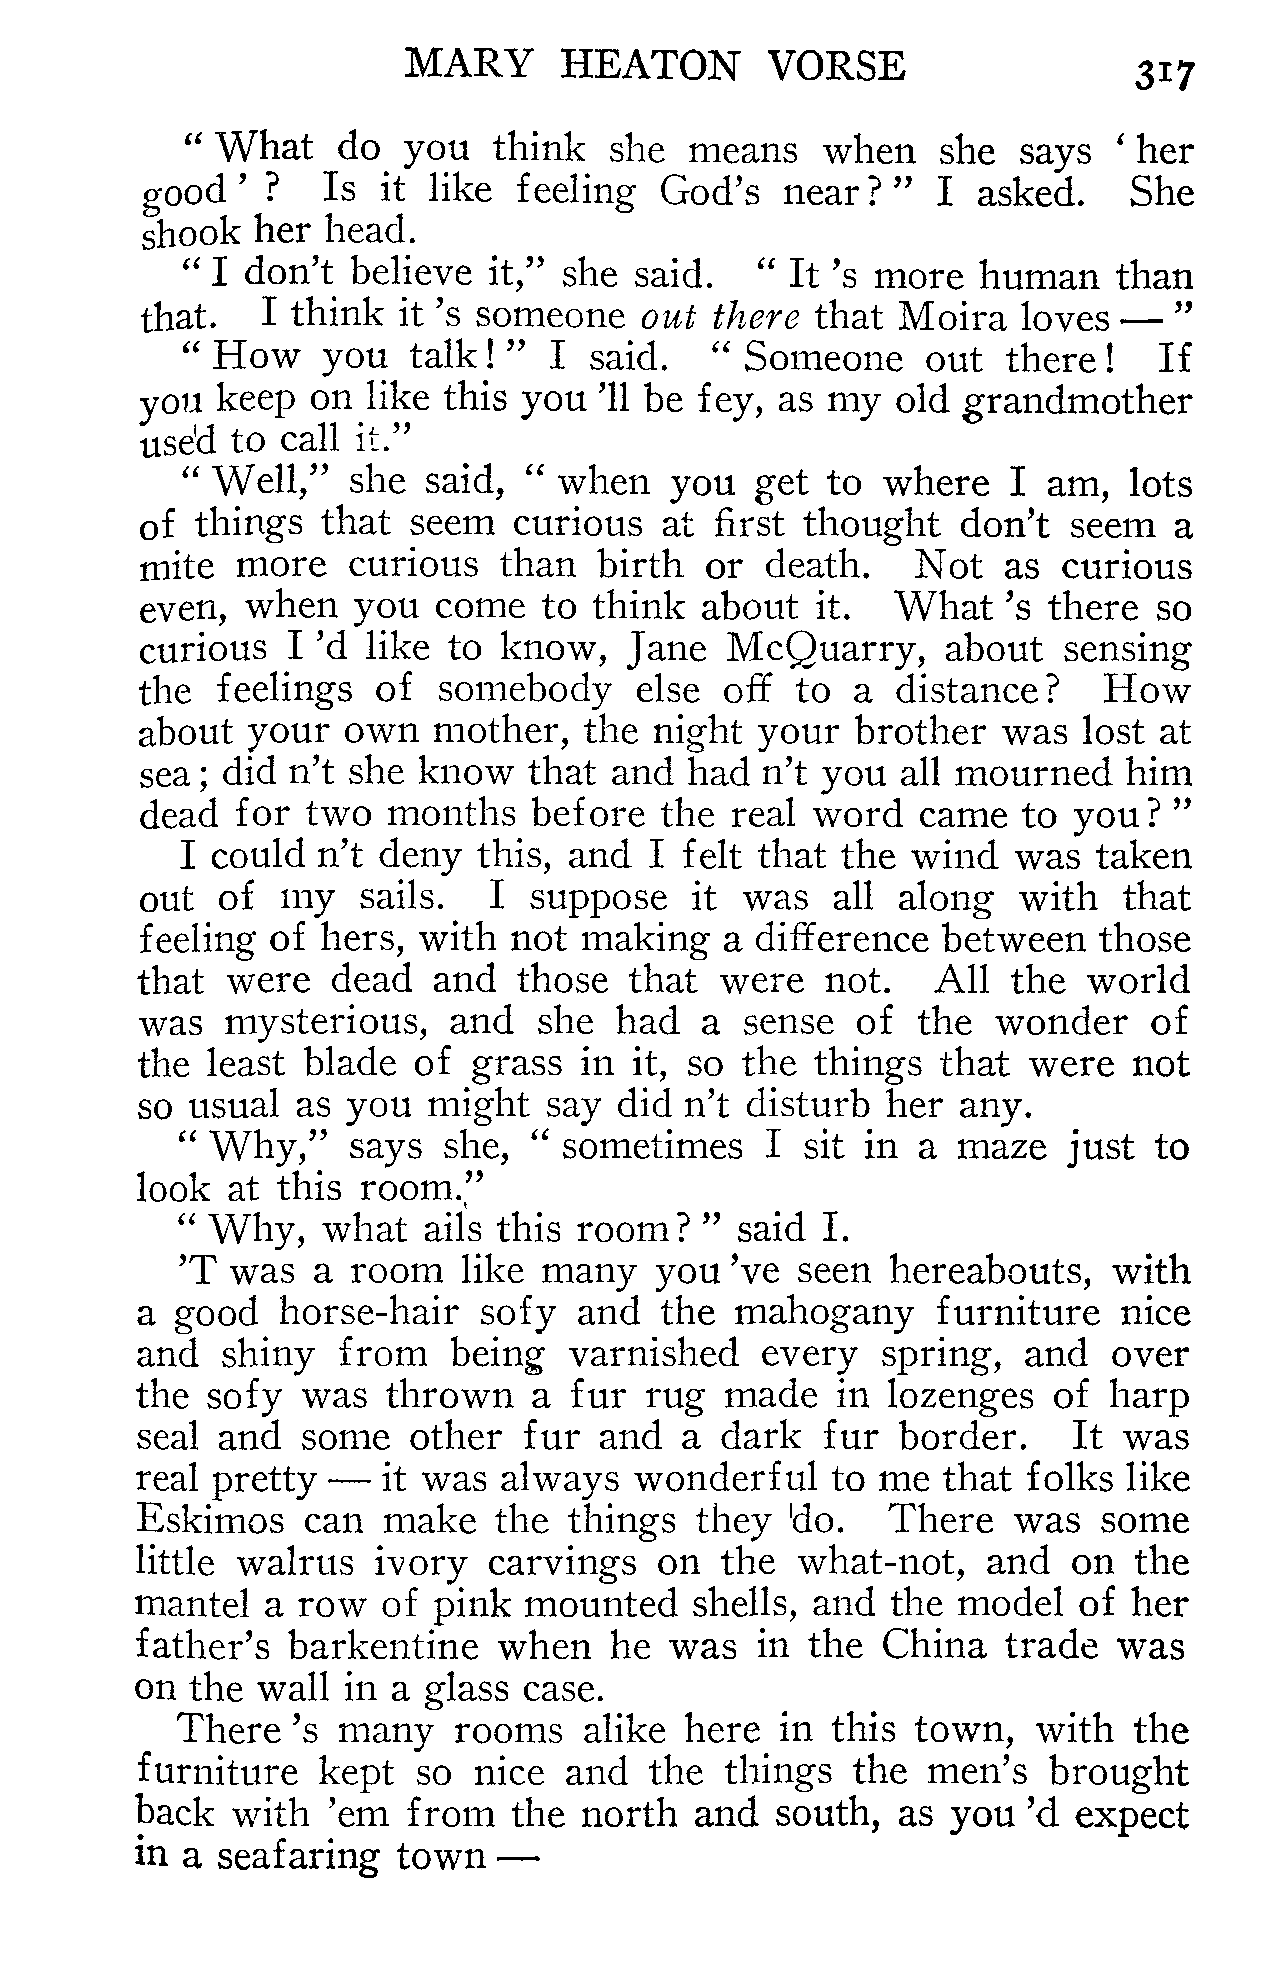 MARY HEATON VORSE 317
" What do you think she means when she says ' her
good ' ? Is it like feeling God's near? " I asked. She
shook her head.
" I don't believe it," she said. " It 's more human than
that. I think it 's someone out there that Moira loves — "
" How you talk! " I said. " Someone out there! If
you keep on like this you 'll be fey, as my old grandmother
used to call it."
" Well," she said, " when you get to where I am, lots
of things that seem curious at first thought don't seem a
mite more curious than birth or death. Not as curious
even, when you come to think about it. What 's there so
curious I 'd like to know, Jane McQuarry, about sensing
the feelings of somebody else off to a distance? How
about your own mother, the night your brother was lost at
sea; did n't she know that and had n't you all mourned him
dead for two months before the real word came to you? "
I could n't deny this, and I felt that the wind was taken
out of my sails. I suppose it was all along with that
feeling of hers, with not making a difference between those
that were dead and those that were not. All the world
was mysterious, and she had a sense of the wonder of
the least blade of grass in it, so the things that were not
so usual as you might say did n't disturb her any.
" Why," says she, " sometimes I sit in a maze just to
look at this room."
" Why, what ails this room? " said I.
'T was a room like many you 've seen hereabouts, with
a good horse-hair sofy and the mahogany furniture nice
and shiny from being varnished every spring, and over
the sofy was thrown a fur rug made in lozenges of harp
seal and some other fur and a dark fur border. It was
real pretty — it was always wonderful to me that folks like
Eskimos can make the things they do. There was some
little walrus ivory carvings on the what-not, and on the
mantel a row of pink mounted shells, and the model of her
father's barkentine when he was in the China trade was
on the wall in a glass case.
There 's many rooms alike here in this town, with the
furniture kept so nice and the things the men's brought
back with 'em from the north and south, as you 'd expect
in a seafaring town —